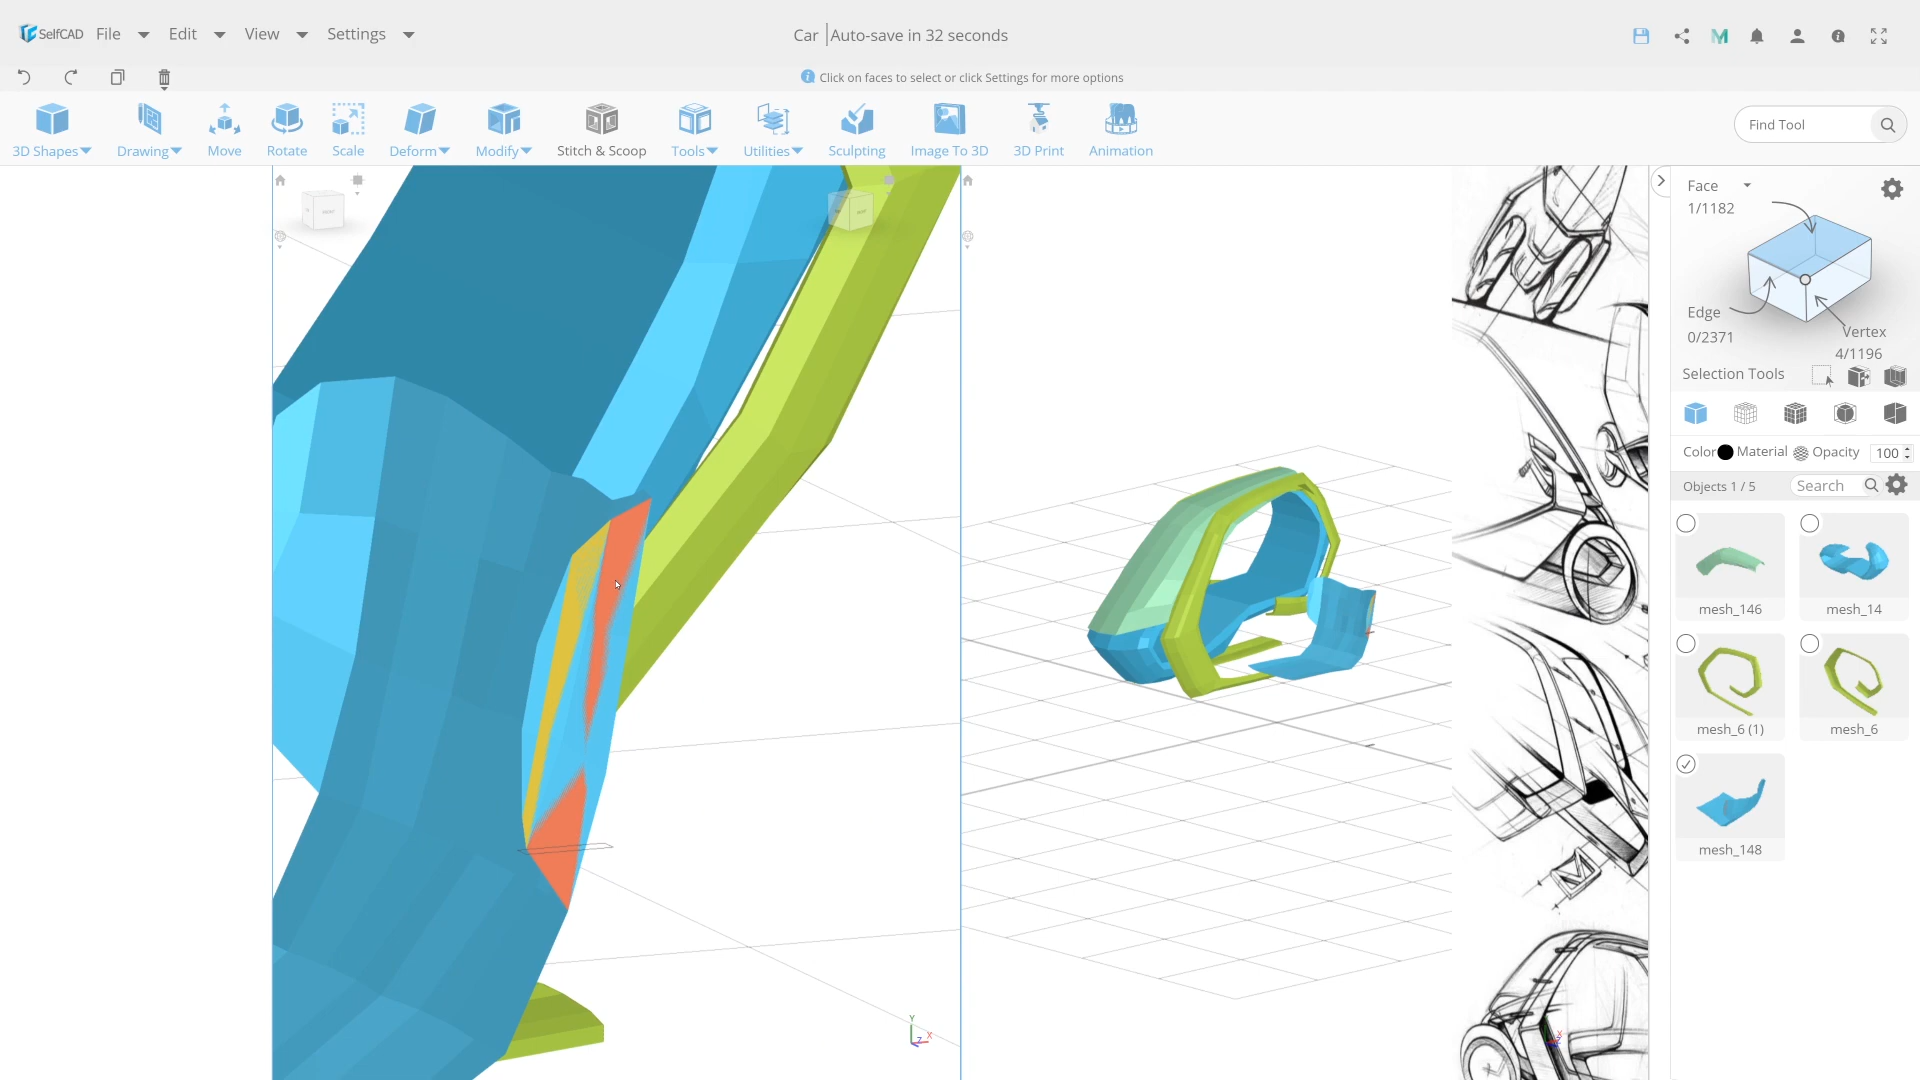 SelfCAD File Edit View Settings
Car Auto-save in 32 seconds
Click on faces to select or click Settings for more options
3D Shapes Drawing Move Rotate Scale Deform Modify Stitch & Scoop Tools Utilities Sculpting Image To 3D 3D Print Animation
Find Tool
Face
1/1182
Edge
0/2371
Vertex
4/1196
Selection Tools
Color Material Opacity 100
Objects 1 / 5 Search
mesh_146 mesh_14
mesh_6 (1) mesh_6
mesh_148
Y
X
Z